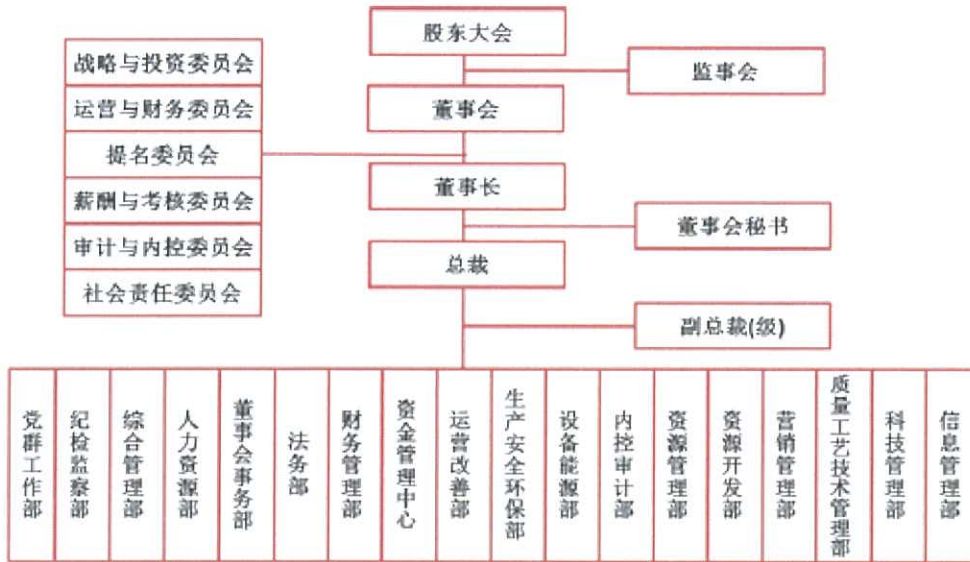 股东大会
战略与投资委员会
监事会
运营与财务委员会
董事会
提名委员会
董事长
薪酬与考核委员会
董事会秘书
审计与内控委员会
总裁
社会责任委员会
副总裁(级)
党群工作部
纪检监察部
综合管理部
人力资源部
董事会事务部
法务部
财务管理部
资金管理中心
运营改善部
生产安全环保部
设备能源部
内控审计部
资源管理部
资源开发部
营销管理部
质量工艺技术管理部
科技管理部
信息管理部